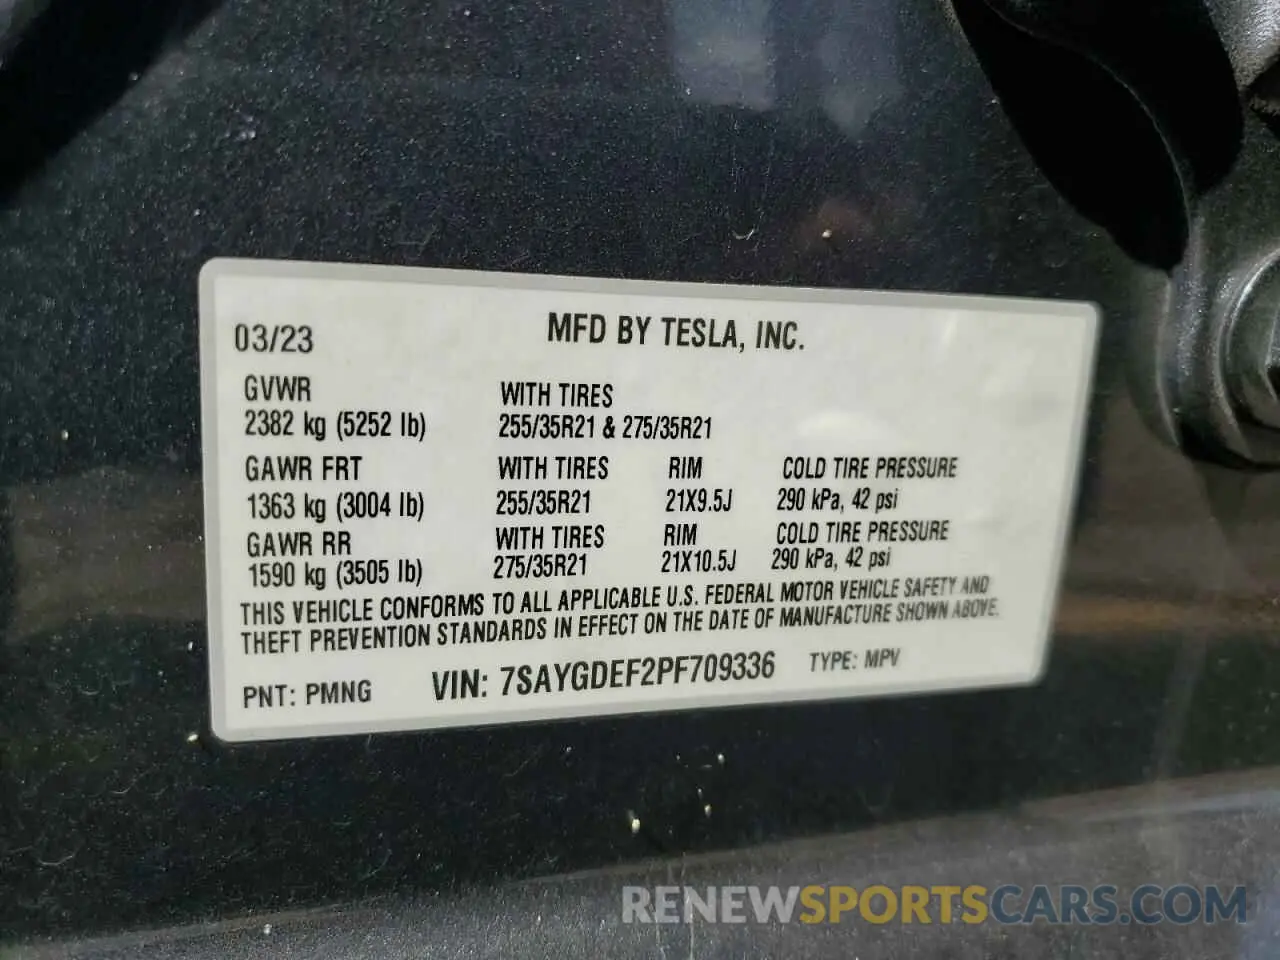 03/23 MFD BY TESLA, INC.
GVWR WITH TIRES
2382 kg (5252 lb) 255/35R21 & 275/35R21
GAWR FRT WITH TIRES RIM COLD TIRE PRESSURE
1363 kg (3004 lb) 255/35R21 21X9.5J 290 kPa, 42 psi
GAWR RR WITH TIRES RIM COLD TIRE PRESSURE
1590 kg (3505 lb) 275/35R21 21X10.5J 290 kPa, 42 psi
THIS VEHICLE CONFORMS TO ALL APPLICABLE U.S. FEDERAL MOTOR VEHICLE SAFETY AND
THEFT PREVENTION STANDARDS IN EFFECT ON THE DATE OF MANUFACTURE SHOWN ABOVE.
PNT: PMNG VIN: 7SAYGDEF2PF709336 TYPE: MPV
RENEWSPORTSCARS.COM